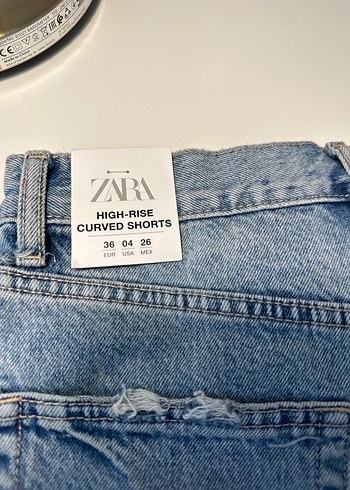 ZARA
HIGH-RISE
CURVED SHORTS
36 04 26
EUR USA MEX